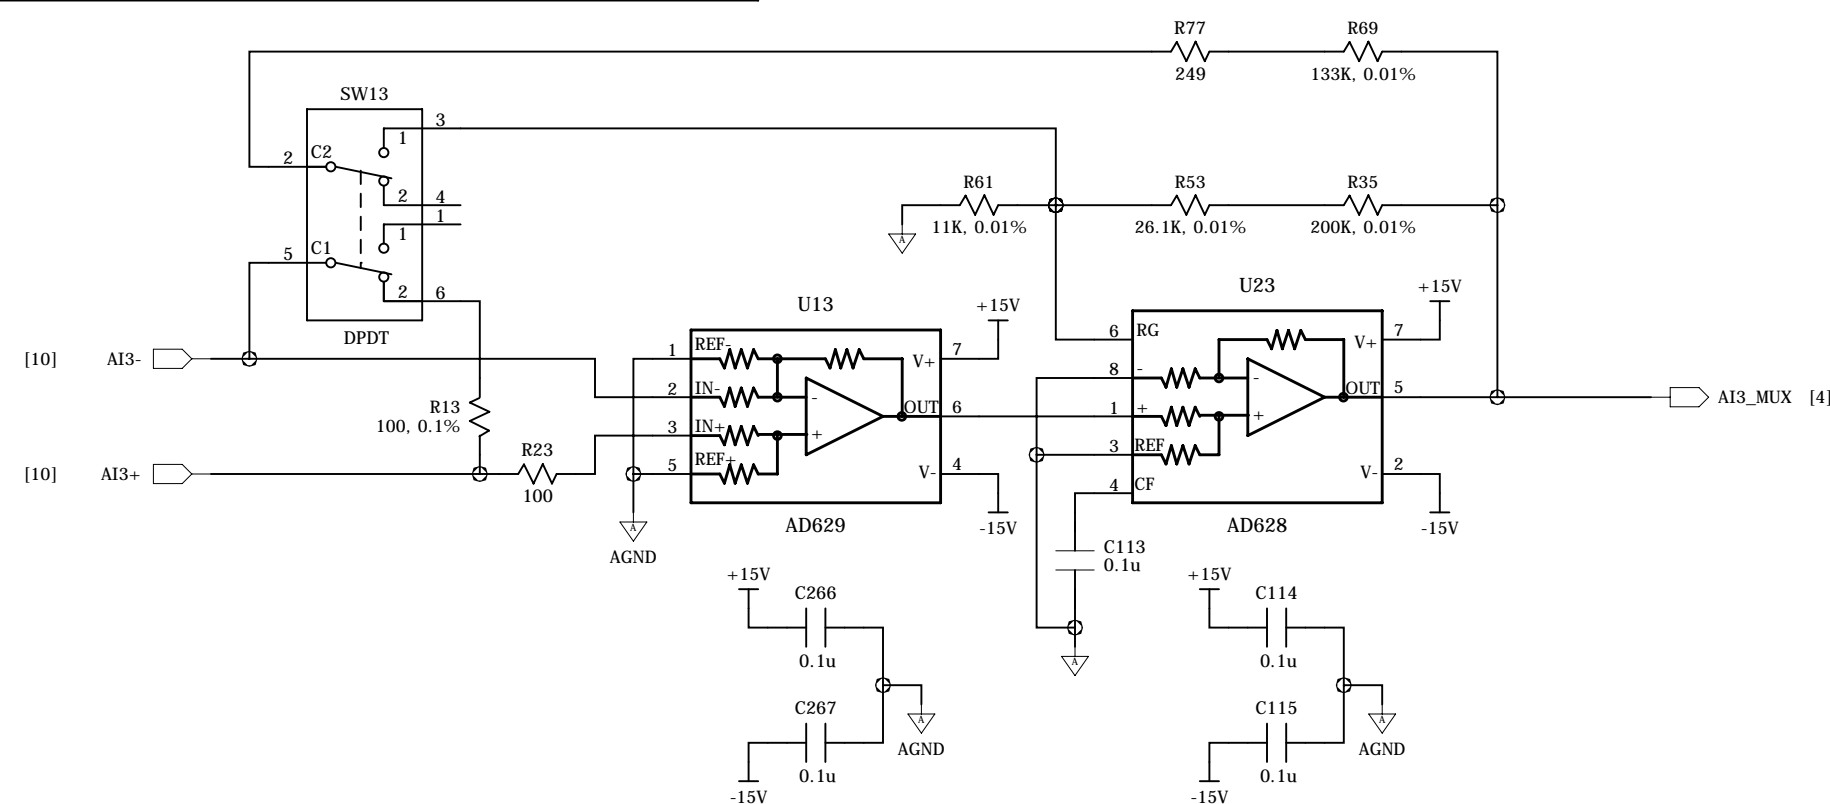 R77
249
R69
133K, 0.01%
SW13
C2
2
1
3
2
4
1
1
C1
5
2
6
DPDT
R61
11K, 0.01%
A
R53
26.1K, 0.01%
R35
200K, 0.01%
[10] AI3-
[10] AI3+
R13
100, 0.1%
R23
100
U13
+15V
1 REF-
2 IN-
3 IN+
5 REF+
V+ 7
OUT 6
V- 4
-
+
AD629
-15V
A
AGND
U23
+15V
6 RG
8 -
1 +
3 REF
4 CF
V+ 7
OUT 5
V- 2
-
+
AD628
-15V
AI3_MUX [4]
C113
0.1u
A
+15V
C266
0.1u
C267
0.1u
-15V
A
AGND
+15V
C114
0.1u
C115
0.1u
-15V
A
AGND